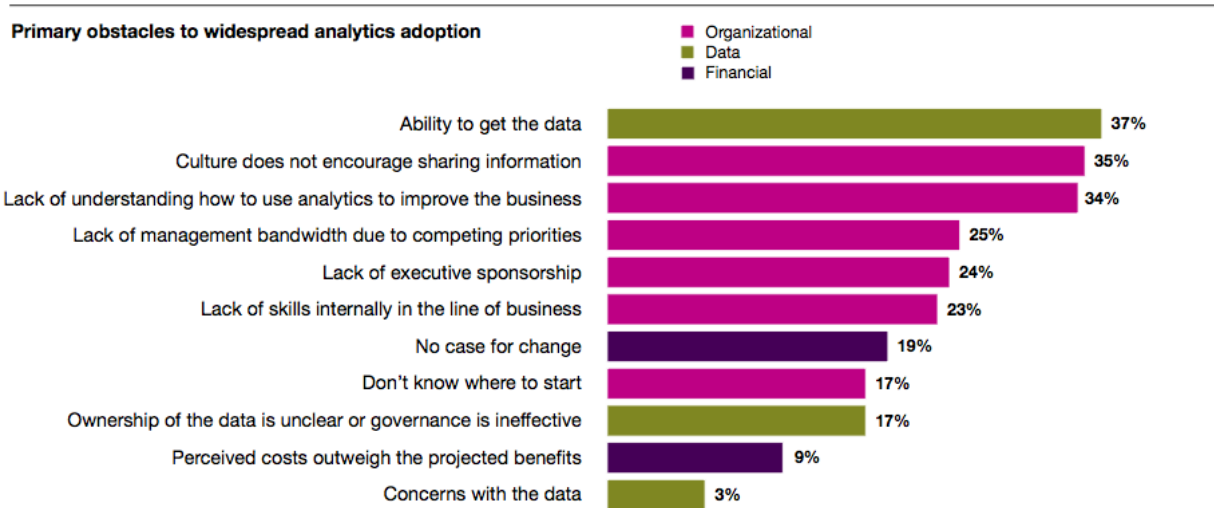 Primary obstacles to widespread analytics adoption
Organizational
Data
Financial
Ability to get the data 37%
Culture does not encourage sharing information 35%
Lack of understanding how to use analytics to improve the business 34%
Lack of management bandwidth due to competing priorities 25%
Lack of executive sponsorship 24%
Lack of skills internally in the line of business 23%
No case for change 19%
Don’t know where to start 17%
Ownership of the data is unclear or governance is ineffective 17%
Perceived costs outweigh the projected benefits 9%
Concerns with the data 3%